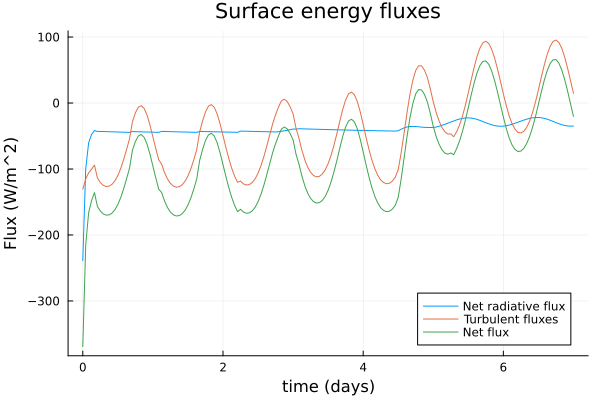 Surface energy fluxes
Flux (W/m^2)
100
0
−100
−200
−300
0
2
4
6
time (days)
Net radiative flux
Turbulent fluxes
Net flux